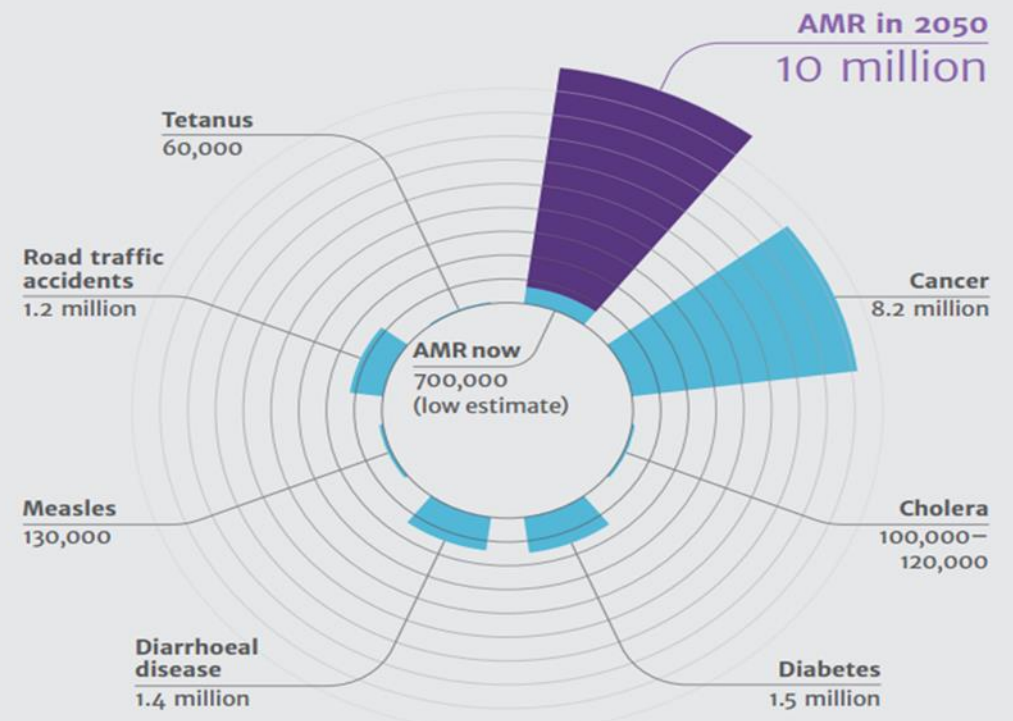 AMR in 2050
10 million
Tetanus
60,000
Road traffic
accidents
1.2 million
Cancer
8.2 million
AMR now
700,000
(low estimate)
Measles
130,000
Cholera
100,000–
120,000
Diarrhoeal
disease
1.4 million
Diabetes
1.5 million